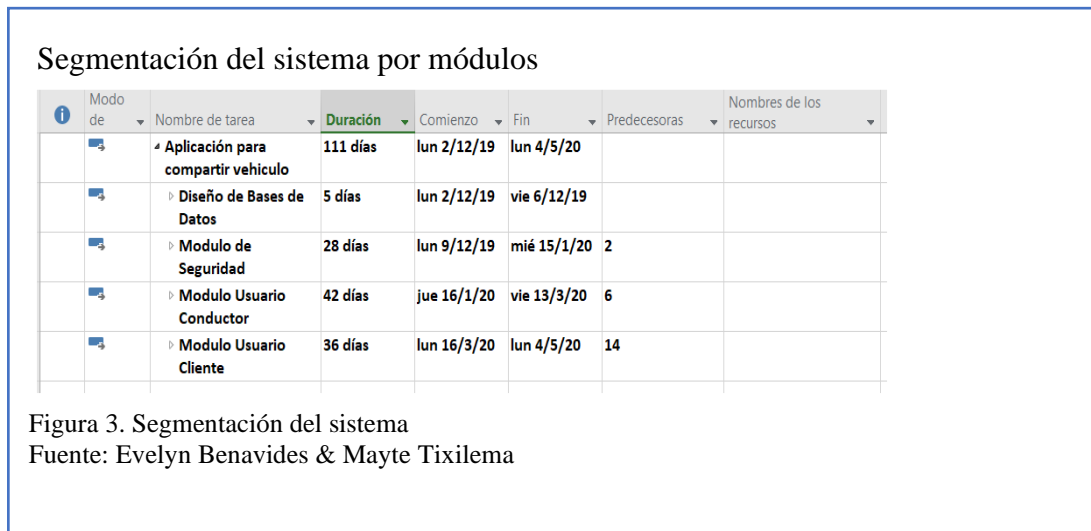 Segmentación del sistema por módulos
Modo de Nombre de tarea Duración Comienzo Fin Predecesoras Nombres de los recursos
Aplicación para compartir vehiculo 111 días lun 2/12/19 lun 4/5/20
Diseño de Bases de Datos 5 días lun 2/12/19 vie 6/12/19
Modulo de Seguridad 28 días lun 9/12/19 mié 15/1/20 2
Modulo Usuario Conductor 42 días jue 16/1/20 vie 13/3/20 6
Modulo Usuario Cliente 36 días lun 16/3/20 lun 4/5/20 14
Figura 3. Segmentación del sistema
Fuente: Evelyn Benavides & Mayte Tixilema